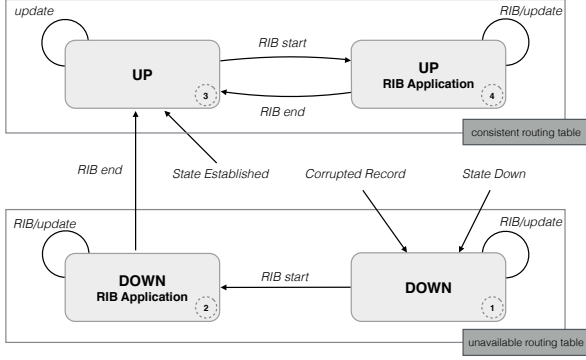 update
RIB/update
RIB start
UP
3
UP
RIB Application
4
RIB end
consistent routing table
RIB end
State Established
Corrupted Record
State Down
RIB/update
RIB/update
DOWN
RIB Application
2
RIB start
DOWN
1
unavailable routing table